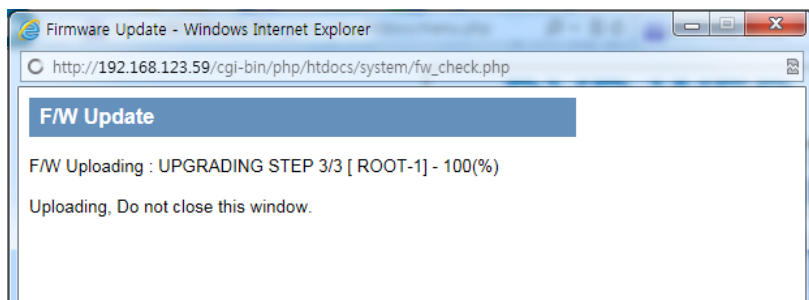 Firmware Update - Windows Internet Explorer
http://192.168.123.59/cgi-bin/php/htdocs/system/fw_check.php
F/W Update
F/W Uploading : UPGRADING STEP 3/3 [ ROOT-1] - 100(%)
Uploading, Do not close this window.